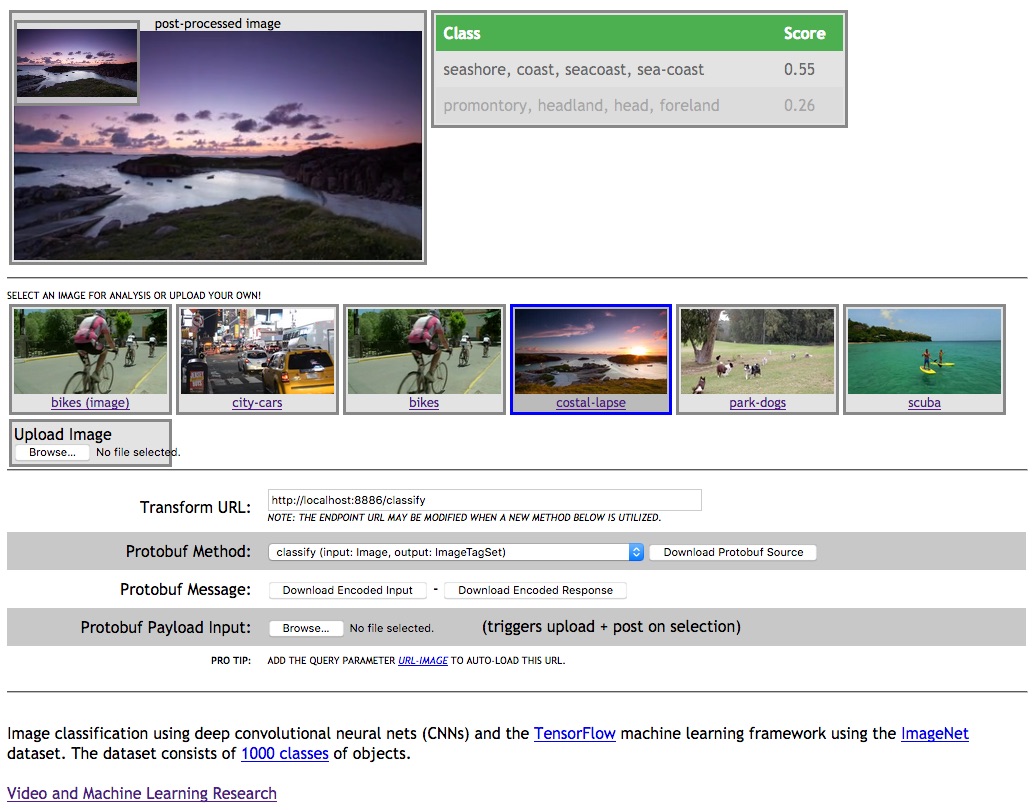 post-processed image
Class Score
seashore, coast, seacoast, sea-coast 0.55
promontory, headland, head, foreland 0.26
SELECT AN IMAGE FOR ANALYSIS OR UPLOAD YOUR OWN!
bikes (image) city-cars bikes costal-lapse park-dogs scuba
Upload Image
Browse... No file selected.
Transform URL: http://localhost:8886/classify
NOTE: THE ENDPOINT URL MAY BE MODIFIED WHEN A NEW METHOD BELOW IS UTILIZED.
Protobuf Method: classify (input: Image, output: ImageTagSet) Download Protobuf Source
Protobuf Message: Download Encoded Input - Download Encoded Response
Protobuf Payload Input: Browse... No file selected. (triggers upload + post on selection)
PRO TIP: ADD THE QUERY PARAMETER URL-IMAGE TO AUTO-LOAD THIS URL.
Image classification using deep convolutional neural nets (CNNs) and the TensorFlow machine learning framework using the ImageNet
dataset. The dataset consists of 1000 classes of objects.
Video and Machine Learning Research